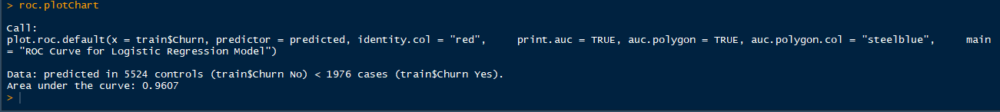 > roc.plotChart
Call:
plot.roc.default(x = train$Churn, predictor = predicted, identity.col = "red",     print.auc = TRUE, auc.polygon = TRUE, auc.polygon.col = "steelblue",     main
= "ROC Curve for Logistic Regression Model")
Data: predicted in 5524 controls (train$Churn No) < 1976 cases (train$Churn Yes).
Area under the curve: 0.9607
>